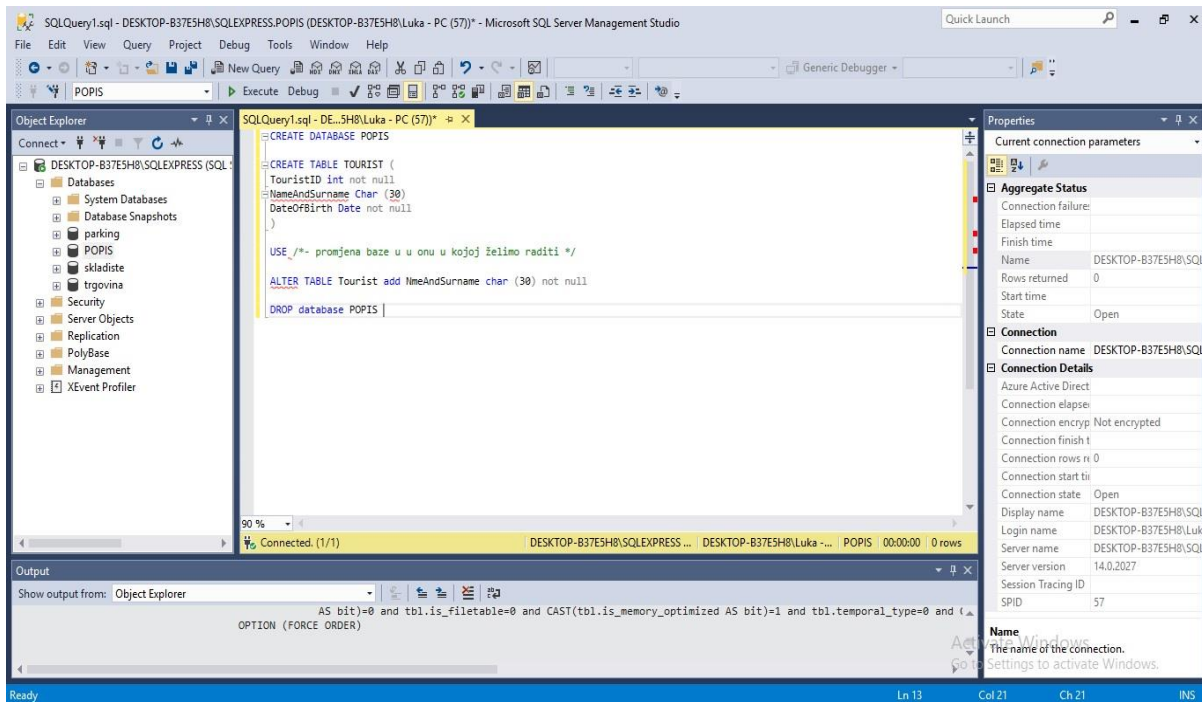 SQLQuery1.sql - DESKTOP-B37E5H8\SQLEXPRESS.POPIS (DESKTOP-B37E5H8\Luka - PC (57))* - Microsoft SQL Server Management Studio
Quick Launch
File Edit View Query Project Debug Tools Window Help
New Query
Generic Debugger
POPIS
Execute Debug
Object Explorer
Connect
DESKTOP-B37E5H8\SQLEXPRESS (SQL S
Databases
System Databases
Database Snapshots
parking
POPIS
skladiste
trgovina
Security
Server Objects
Replication
PolyBase
Management
XEvent Profiler
SQLQuery1.sql - DE...5H8\Luka - PC (57))*
CREATE DATABASE POPIS
CREATE TABLE TOURIST (
TouristID int not null
NameAndSurname Char (30)
DateOfBirth Date not null
)
USE /*- promjena baze u u onu u kojoj želimo raditi */
ALTER TABLE Tourist add NmeAndSurname char (30) not null
DROP database POPIS
90 %
Connected. (1/1)
DESKTOP-B37E5H8\SQLEXPRESS ... DESKTOP-B37E5H8\Luka -... POPIS 00:00:00 0 rows
Properties
Current connection parameters
Aggregate Status
Connection failure:
Elapsed time
Finish time
Name DESKTOP-B37E5H8\SQL
Rows returned 0
Start time
State Open
Connection
Connection name DESKTOP-B37E5H8\SQL
Connection Details
Azure Active Direct
Connection elapse
Connection encryp Not encrypted
Connection finish t
Connection rows re 0
Connection start ti
Connection state Open
Display name DESKTOP-B37E5H8\SQL
Login name DESKTOP-B37E5H8\Luk
Server name DESKTOP-B37E5H8\SQL
Server version 14.0.2027
Session Tracing ID
SPID 57
Name
The name of the connection.
Activate Windows
Go to Settings to activate Windows.
Output
Show output from: Object Explorer
AS bit)=0 and tbl.is_filetable=0 and CAST(tbl.is_memory_optimized AS bit)=1 and tbl.temporal_type=0 and (
OPTION (FORCE ORDER)
Ready
Ln 13 Col 21 Ch 21 INS